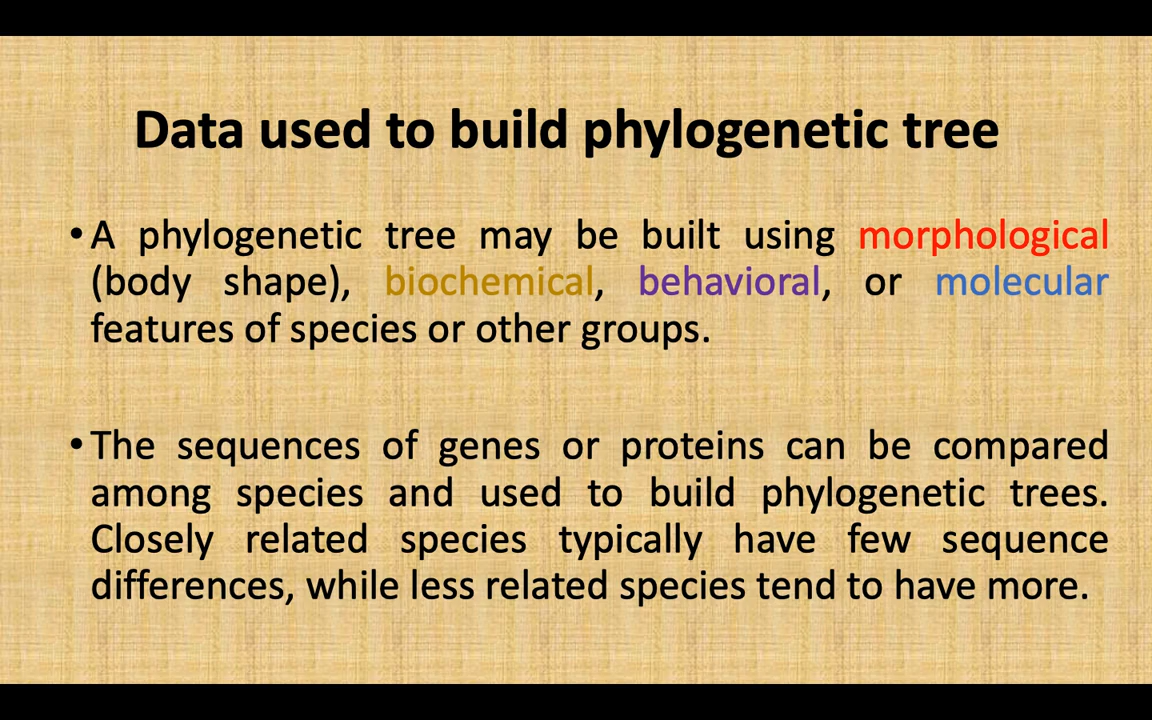 Data used to build phylogenetic tree
•A phylogenetic tree may be built using morphological
(body shape), biochemical, behavioral, or molecular
features of species or other groups.
•The sequences of genes or proteins can be compared
among species and used to build phylogenetic trees.
Closely related species typically have few sequence
differences, while less related species tend to have more.